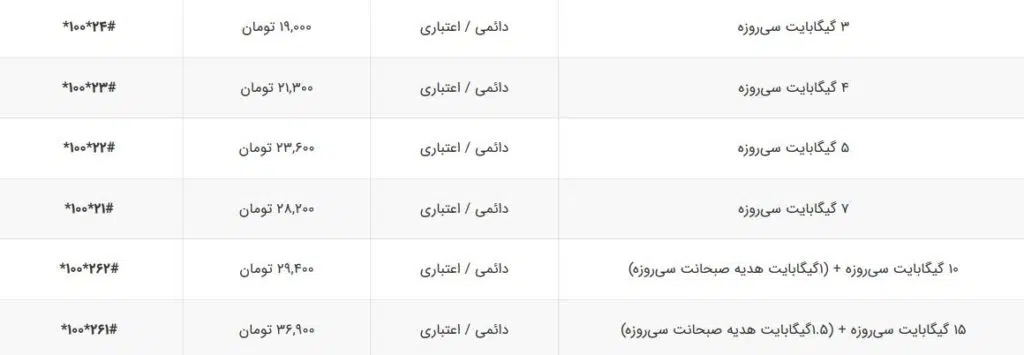 ۳ گیگابایت سی‌روزه	دائمی / اعتباری	۱۹,۰۰۰ تومان	*۱۰۰*۲۴#
۴ گیگابایت سی‌روزه	دائمی / اعتباری	۲۱,۳۰۰ تومان	*۱۰۰*۲۳#
۵ گیگابایت سی‌روزه	دائمی / اعتباری	۲۳,۶۰۰ تومان	*۱۰۰*۲۲#
۷ گیگابایت سی‌روزه	دائمی / اعتباری	۲۸,۲۰۰ تومان	*۱۰۰*۲۱#
۱۰ گیگابایت سی‌روزه + (۱گیگابایت هدیه صبحانت سی‌روزه)	دائمی / اعتباری	۲۹,۴۰۰ تومان	*۱۰۰*۲۶۲#
۱۵ گیگابایت سی‌روزه + (۱.۵گیگابایت هدیه صبحانت سی‌روزه)	دائمی / اعتباری	۳۶,۹۰۰ تومان	*۱۰۰*۲۶۱#